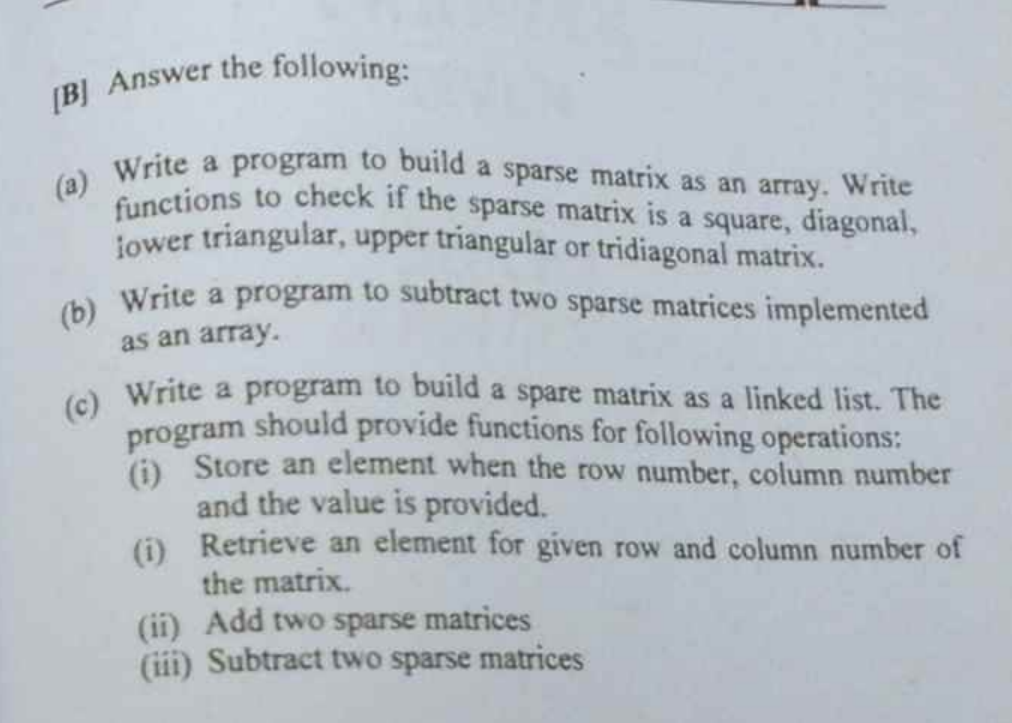 [B] Answer the following:
(a) Write a program to build a sparse matrix as an array. Write
functions to check if the sparse matrix is a square, diagonal,
lower triangular, upper triangular or tridiagonal matrix.
(b) Write a program to subtract two sparse matrices implemented
as an array.
(c) Write a program to build a spare matrix as a linked list. The
program should provide functions for following operations:
(i) Store an element when the row number, column number
and the value is provided.
(i) Retrieve an element for given row and column number of
the matrix.
(ii) Add two sparse matrices
(iii) Subtract two sparse matrices